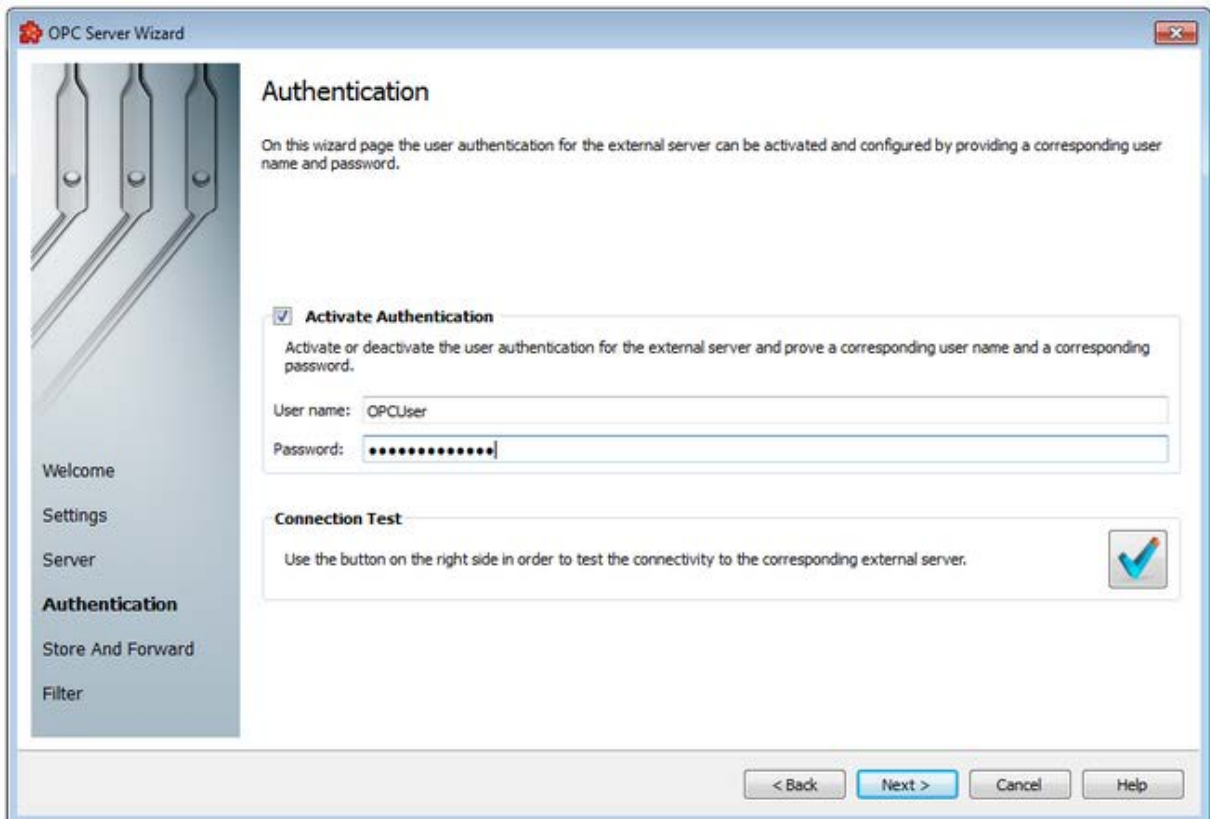 OPC Server Wizard
Authentication
On this wizard page the user authentication for the external server can be activated and configured by providing a corresponding user
name and password.
Activate Authentication
Activate or deactivate the user authentication for the external server and prove a corresponding user name and a corresponding
password.
User name: OPCUser
Password: •••••••••••••
Welcome
Settings
Server
Authentication
Store And Forward
Filter
Connection Test
Use the button on the right side in order to test the connectivity to the corresponding external server.
< Back Next > Cancel Help